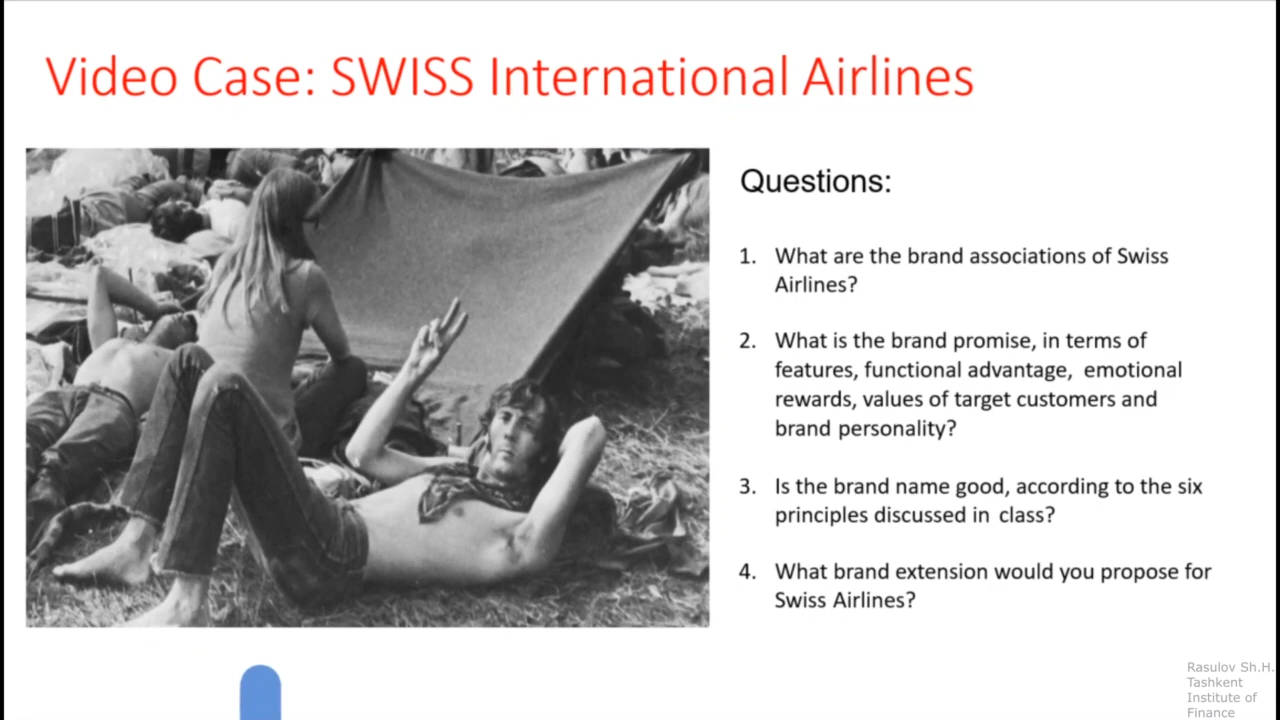 Video Case: SWISS International Airlines
Questions:
1. What are the brand associations of Swiss
Airlines?
2. What is the brand promise, in terms of
features, functional advantage, emotional
rewards, values of target customers and
brand personality?
3. Is the brand name good, according to the six
principles discussed in class?
4. What brand extension would you propose for
Swiss Airlines?
Rasulov Sh.H.
Tashkent
Institute of
Finance